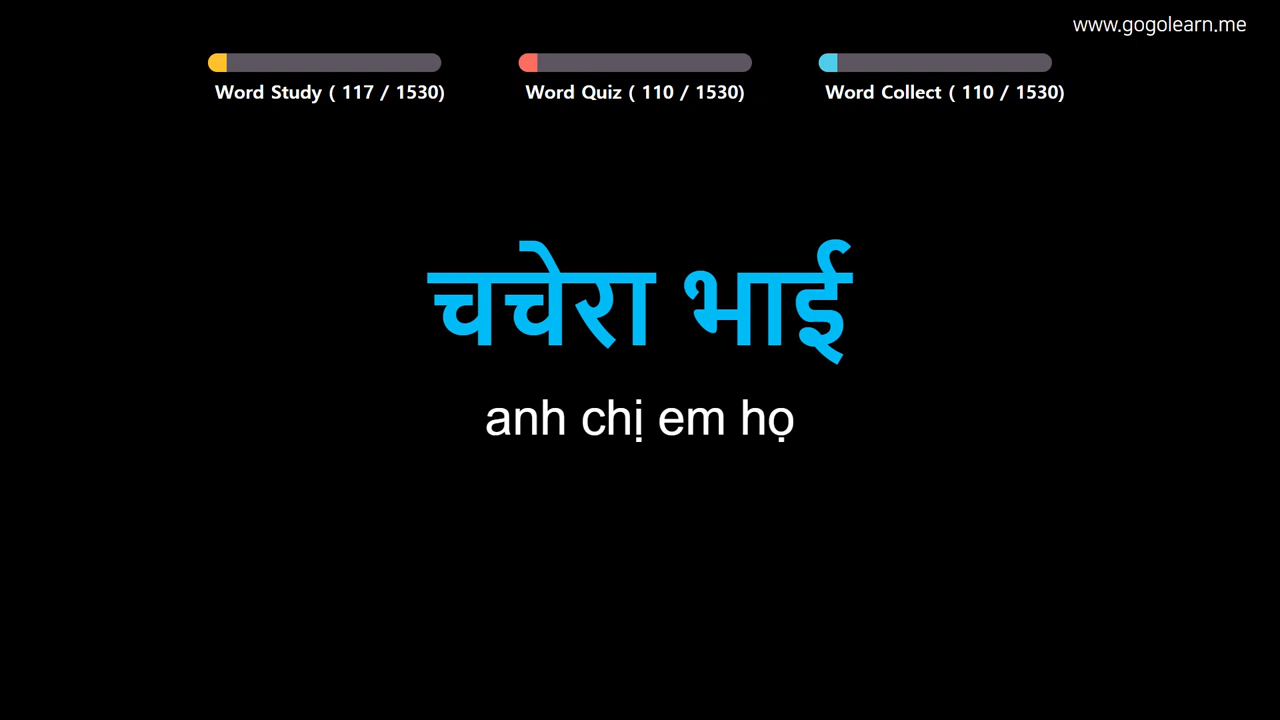 www.gogolearn.me
Word Study ( 117 / 1530)
Word Quiz ( 110 / 1530)
Word Collect ( 110 / 1530)
चचेरा भाई
anh chị em họ